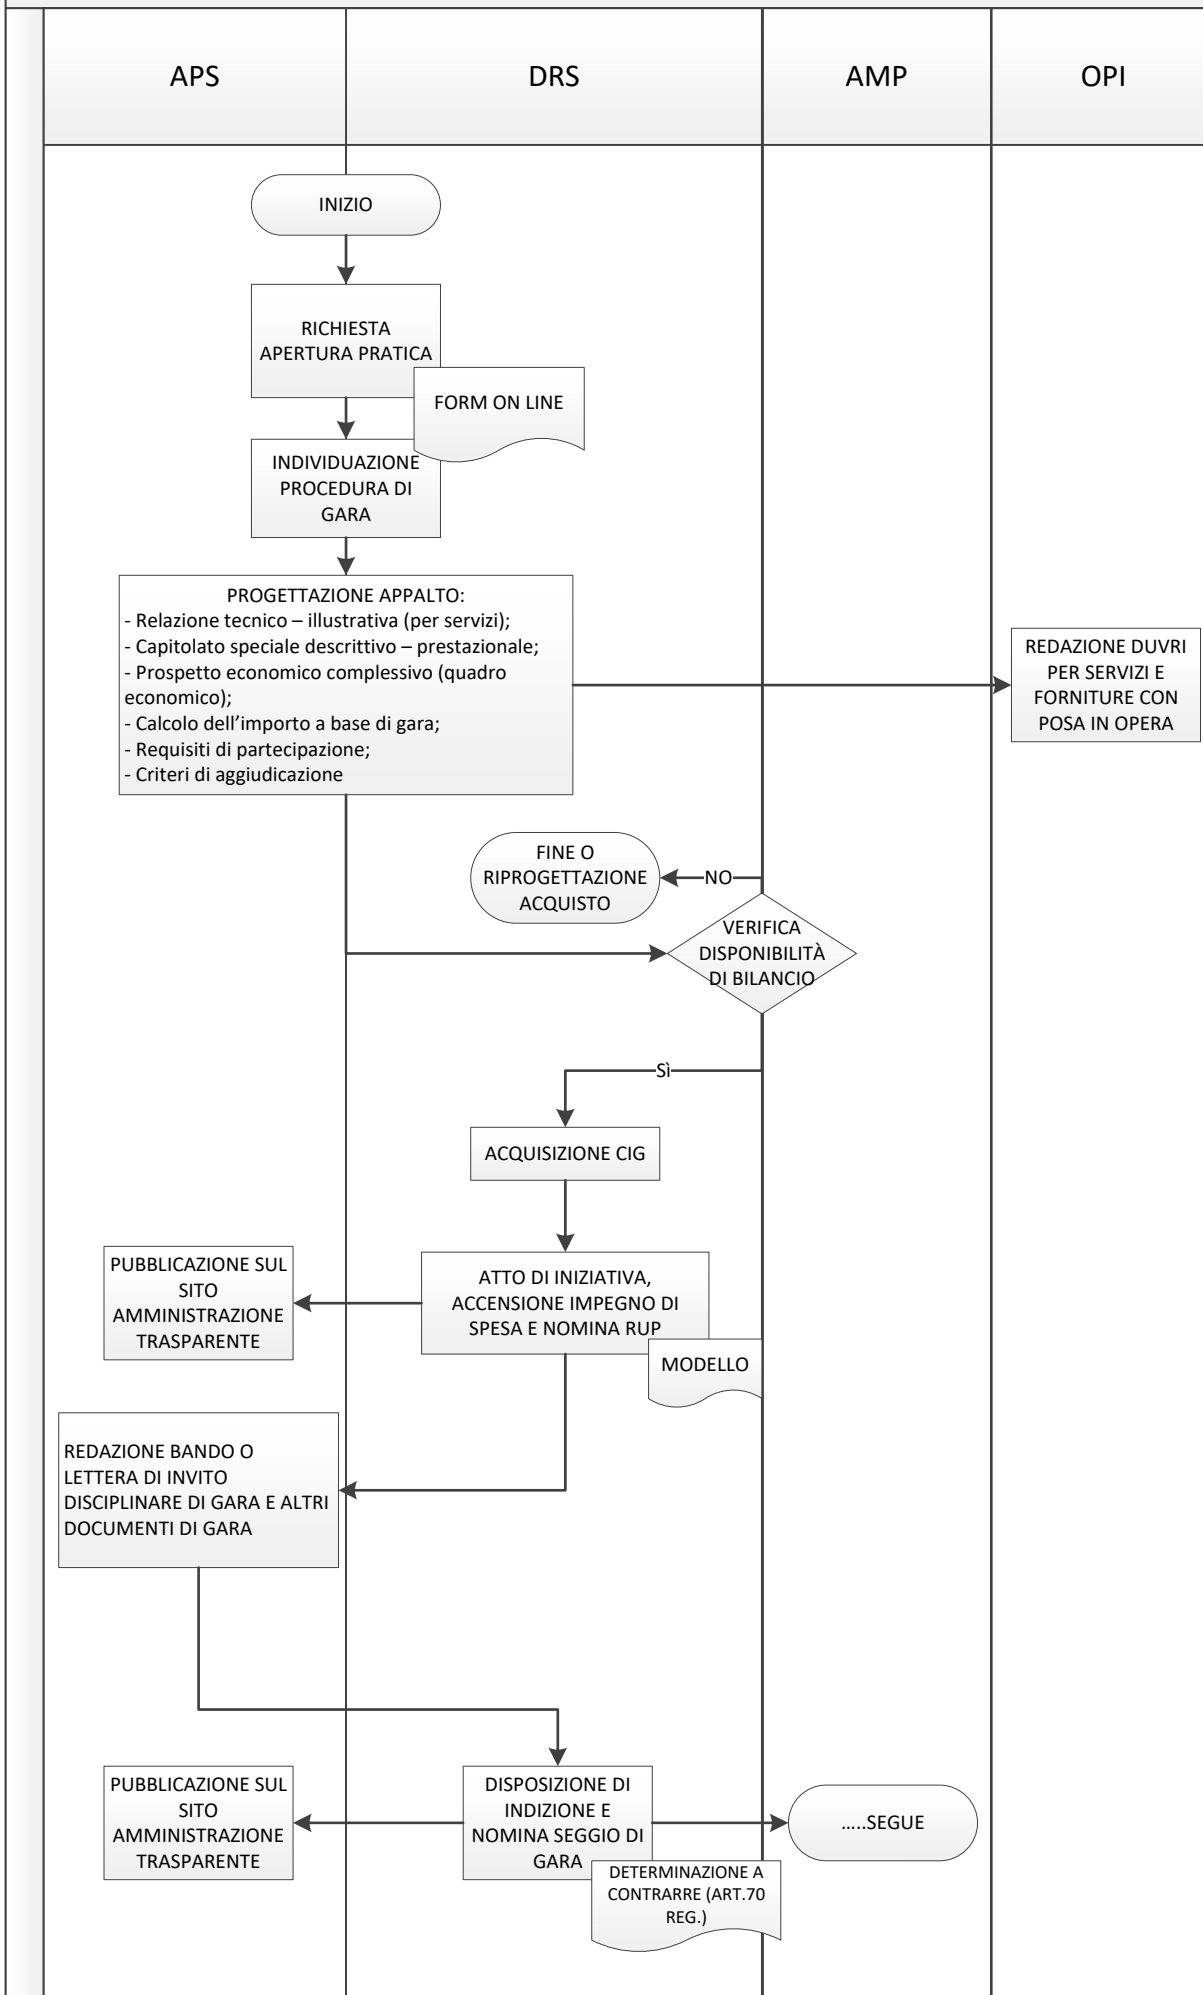 APS
DRS
AMP
OPI
INIZIO
RICHIESTA
APERTURA PRATICA
FORM ON LINE
INDIVIDUAZIONE
PROCEDURA DI
GARA
PROGETTAZIONE APPALTO:
- Relazione tecnico – illustrativa (per servizi);
- Capitolato speciale descrittivo – prestazionale;
- Prospetto economico complessivo (quadro
economico);
- Calcolo dell’importo a base di gara;
- Requisiti di partecipazione;
- Criteri di aggiudicazione
REDAZIONE DUVRI
PER SERVIZI E
FORNITURE CON
POSA IN OPERA
FINE O
RIPROGETTAZIONE
ACQUISTO
NO
VERIFICA
DISPONIBILITÀ
DI BILANCIO
Sì
ACQUISIZIONE CIG
PUBBLICAZIONE SUL
SITO
AMMINISTRAZIONE
TRASPARENTE
ATTO DI INIZIATIVA,
ACCENSIONE IMPEGNO DI
SPESA E NOMINA RUP
MODELLO
REDAZIONE BANDO O
LETTERA DI INVITO
DISCIPLINARE DI GARA E ALTRI
DOCUMENTI DI GARA
PUBBLICAZIONE SUL
SITO
AMMINISTRAZIONE
TRASPARENTE
DISPOSIZIONE DI
INDIZIONE E
NOMINA SEGGIO DI
GARA
…..SEGUE
DETERMINAZIONE A
CONTRARRE (ART.70
REG.)